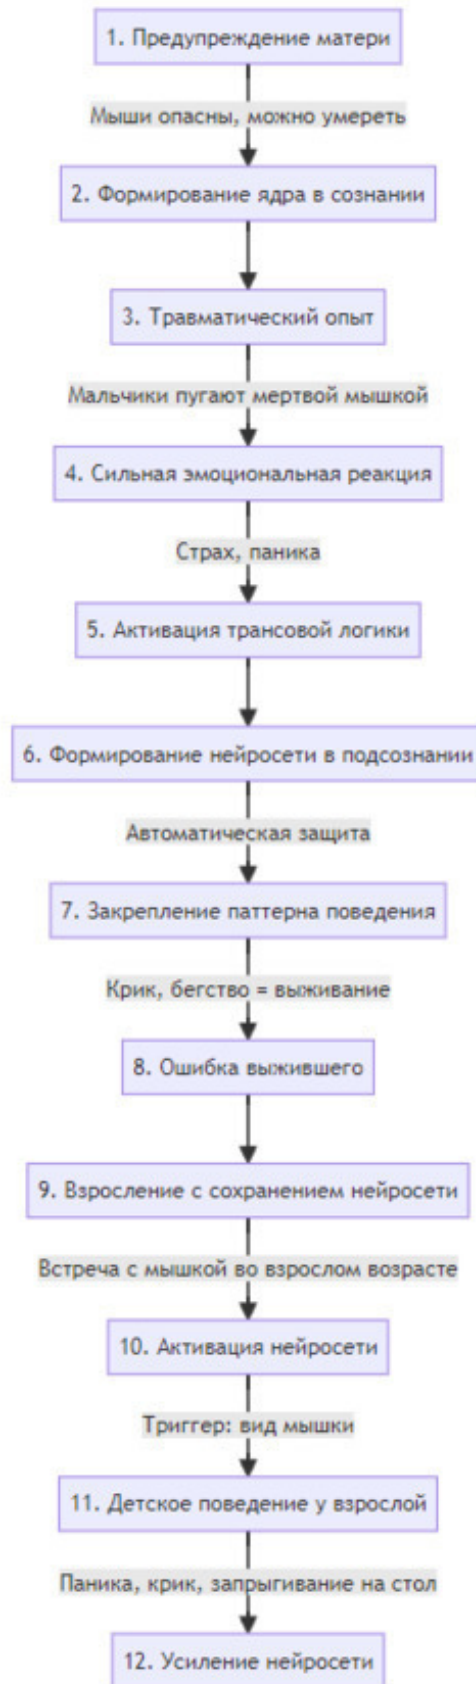 1. Предупреждение матери
Мыши опасны, можно умереть
2. Формирование ядра в сознании
3. Травматический опыт
Мальчики пугают мертвой мышкой
4. Сильная эмоциональная реакция
Страх, паника
5. Активация трансовой логики
6. Формирование нейросети в подсознании
Автоматическая защита
7. Закрепление паттерна поведения
Крик, бегство = выживание
8. Ошибка выжившего
9. Взросление с сохранением нейросети
Встреча с мышкой во взрослом возрасте
10. Активация нейросети
Триггер: вид мышки
11. Детское поведение у взрослой
Паника, крик, запрыгивание на стол
12. Усиление нейросети